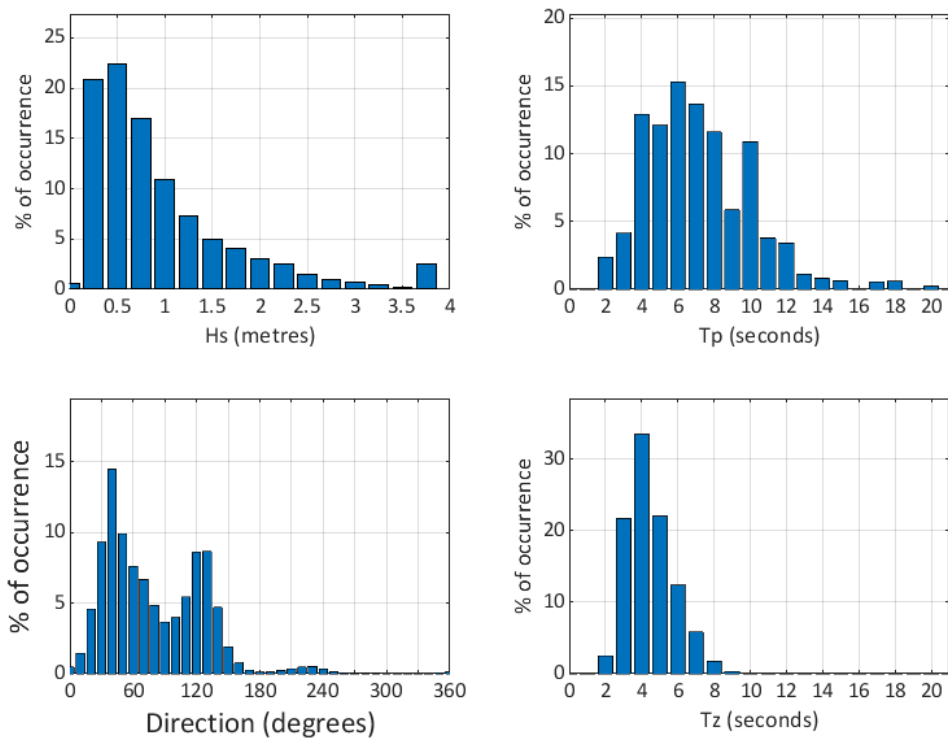 % of occurrence
25
20
15
10
5
0
0 0.5 1 1.5 2 2.5 3 3.5 4
Hs (metres)
% of occurrence
20
15
10
5
0
0 2 4 6 8 10 12 14 16 18 20
Tp (seconds)
% of occurrence
15
10
5
0
0 60 120 180 240 300 360
Direction (degrees)
% of occurrence
30
20
10
0
0 2 4 6 8 10 12 14 16 18 20
Tz (seconds)